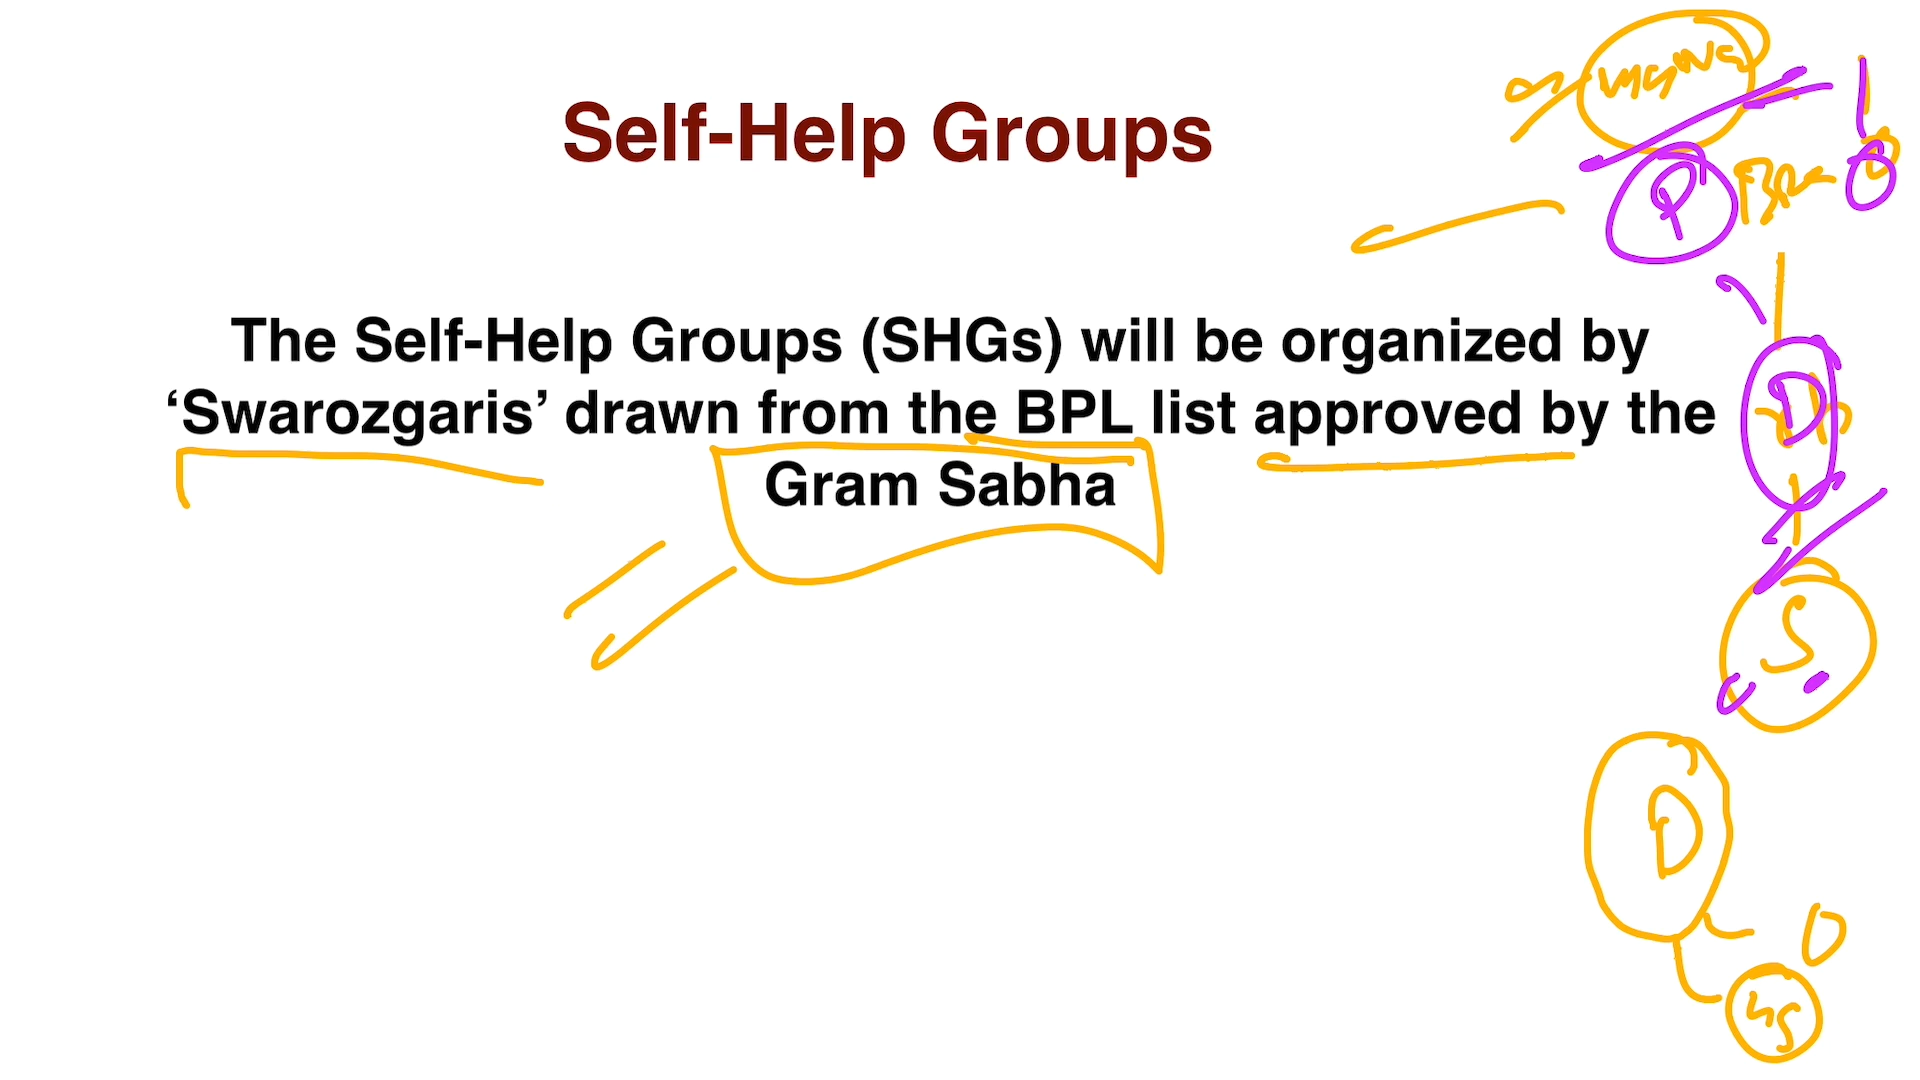 Self-Help Groups
The Self-Help Groups (SHGs) will be organized by
‘Swarozgaris’ drawn from the BPL list approved by the
Gram Sabha
P
D
S
D